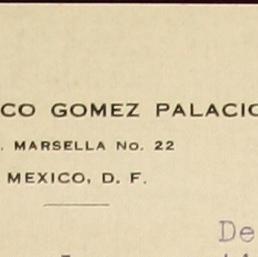 CO GOMEZ PALACIO
. MARSELLA No. 22
MEXICO, D. F.
De